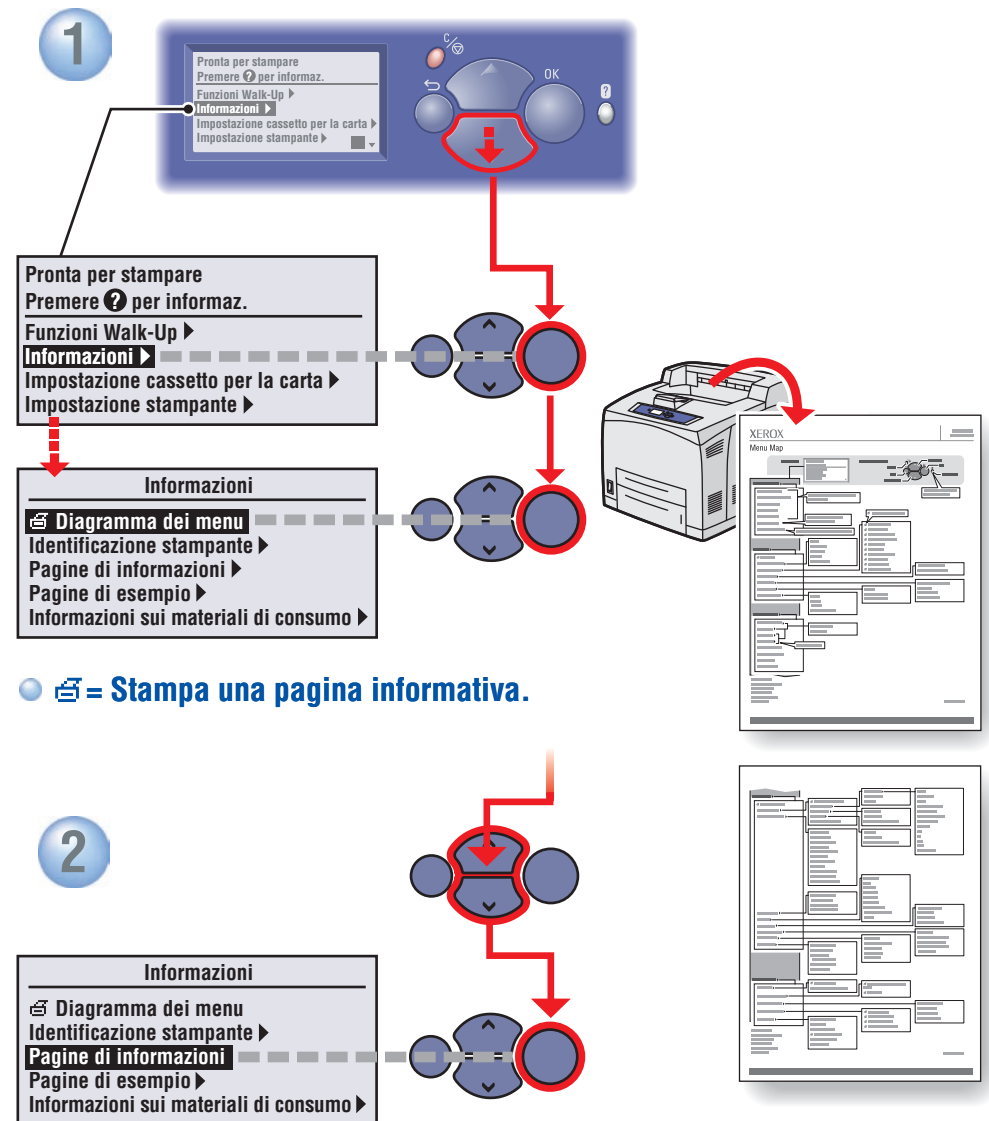 1
C/
Pronta per stampare
Premere ? per informaz.
Funzioni Walk-Up
Informazioni
Impostazione cassetto per la carta
Impostazione stampante
OK
?
Pronta per stampare
Premere ? per informaz.
Funzioni Walk-Up
Informazioni
Impostazione cassetto per la carta
Impostazione stampante
XEROX
Menu Map
Informazioni
Diagramma dei menu
Identificazione stampante
Pagine di informazioni
Pagine di esempio
Informazioni sui materiali di consumo
= Stampa una pagina informativa.
2
Informazioni
Diagramma dei menu
Identificazione stampante
Pagine di informazioni
Pagine di esempio
Informazioni sui materiali di consumo